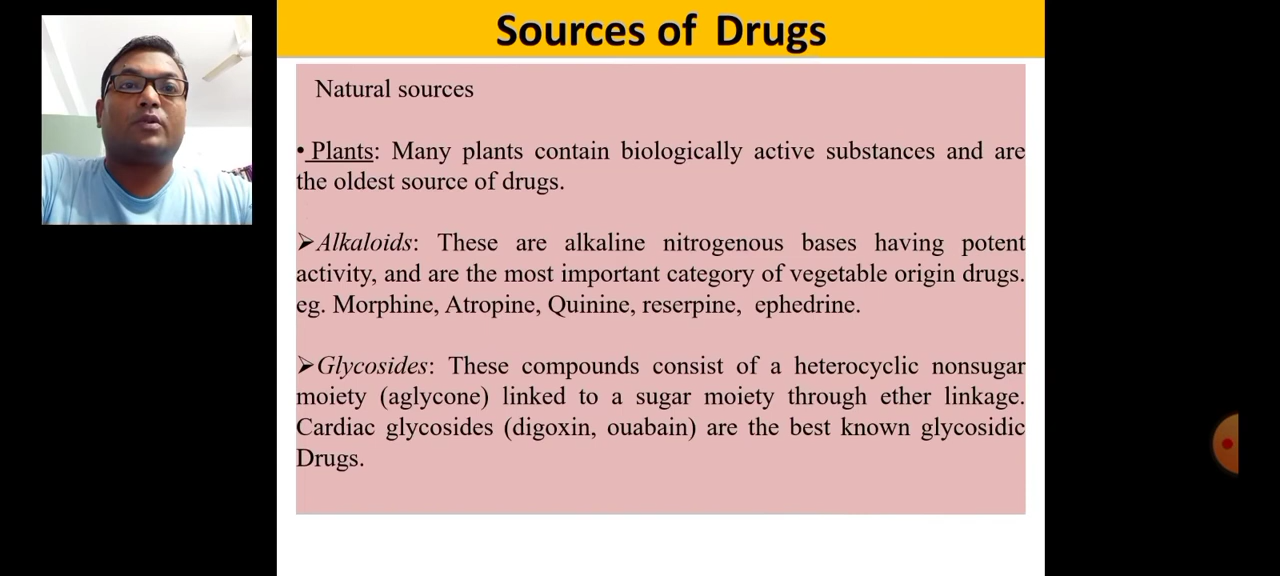 Sources of Drugs
Natural sources
• Plants: Many plants contain biologically active substances and are
the oldest source of drugs.
➢Alkaloids: These are alkaline nitrogenous bases having potent
activity, and are the most important category of vegetable origin drugs.
eg. Morphine, Atropine, Quinine, reserpine, ephedrine.
➢Glycosides: These compounds consist of a heterocyclic nonsugar
moiety (aglycone) linked to a sugar moiety through ether linkage.
Cardiac glycosides (digoxin, ouabain) are the best known glycosidic
Drugs.